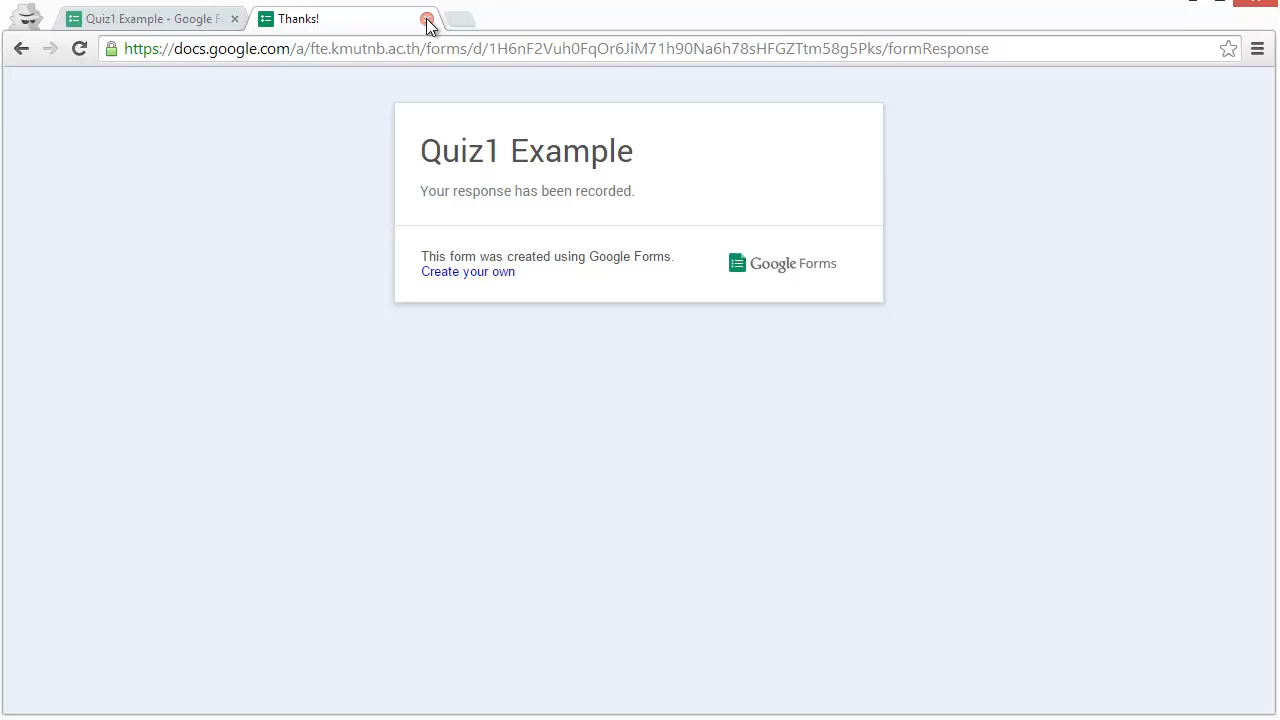 Quiz1 Example - Google F
Thanks!
https://docs.google.com/a/fte.kmutnb.ac.th/forms/d/1H6nF2Vuh0FqOr6JiM71h90Na6h78sHFGZTtm58g5Pks/formResponse
Quiz1 Example
Your response has been recorded.
This form was created using Google Forms.
Create your own
Google Forms